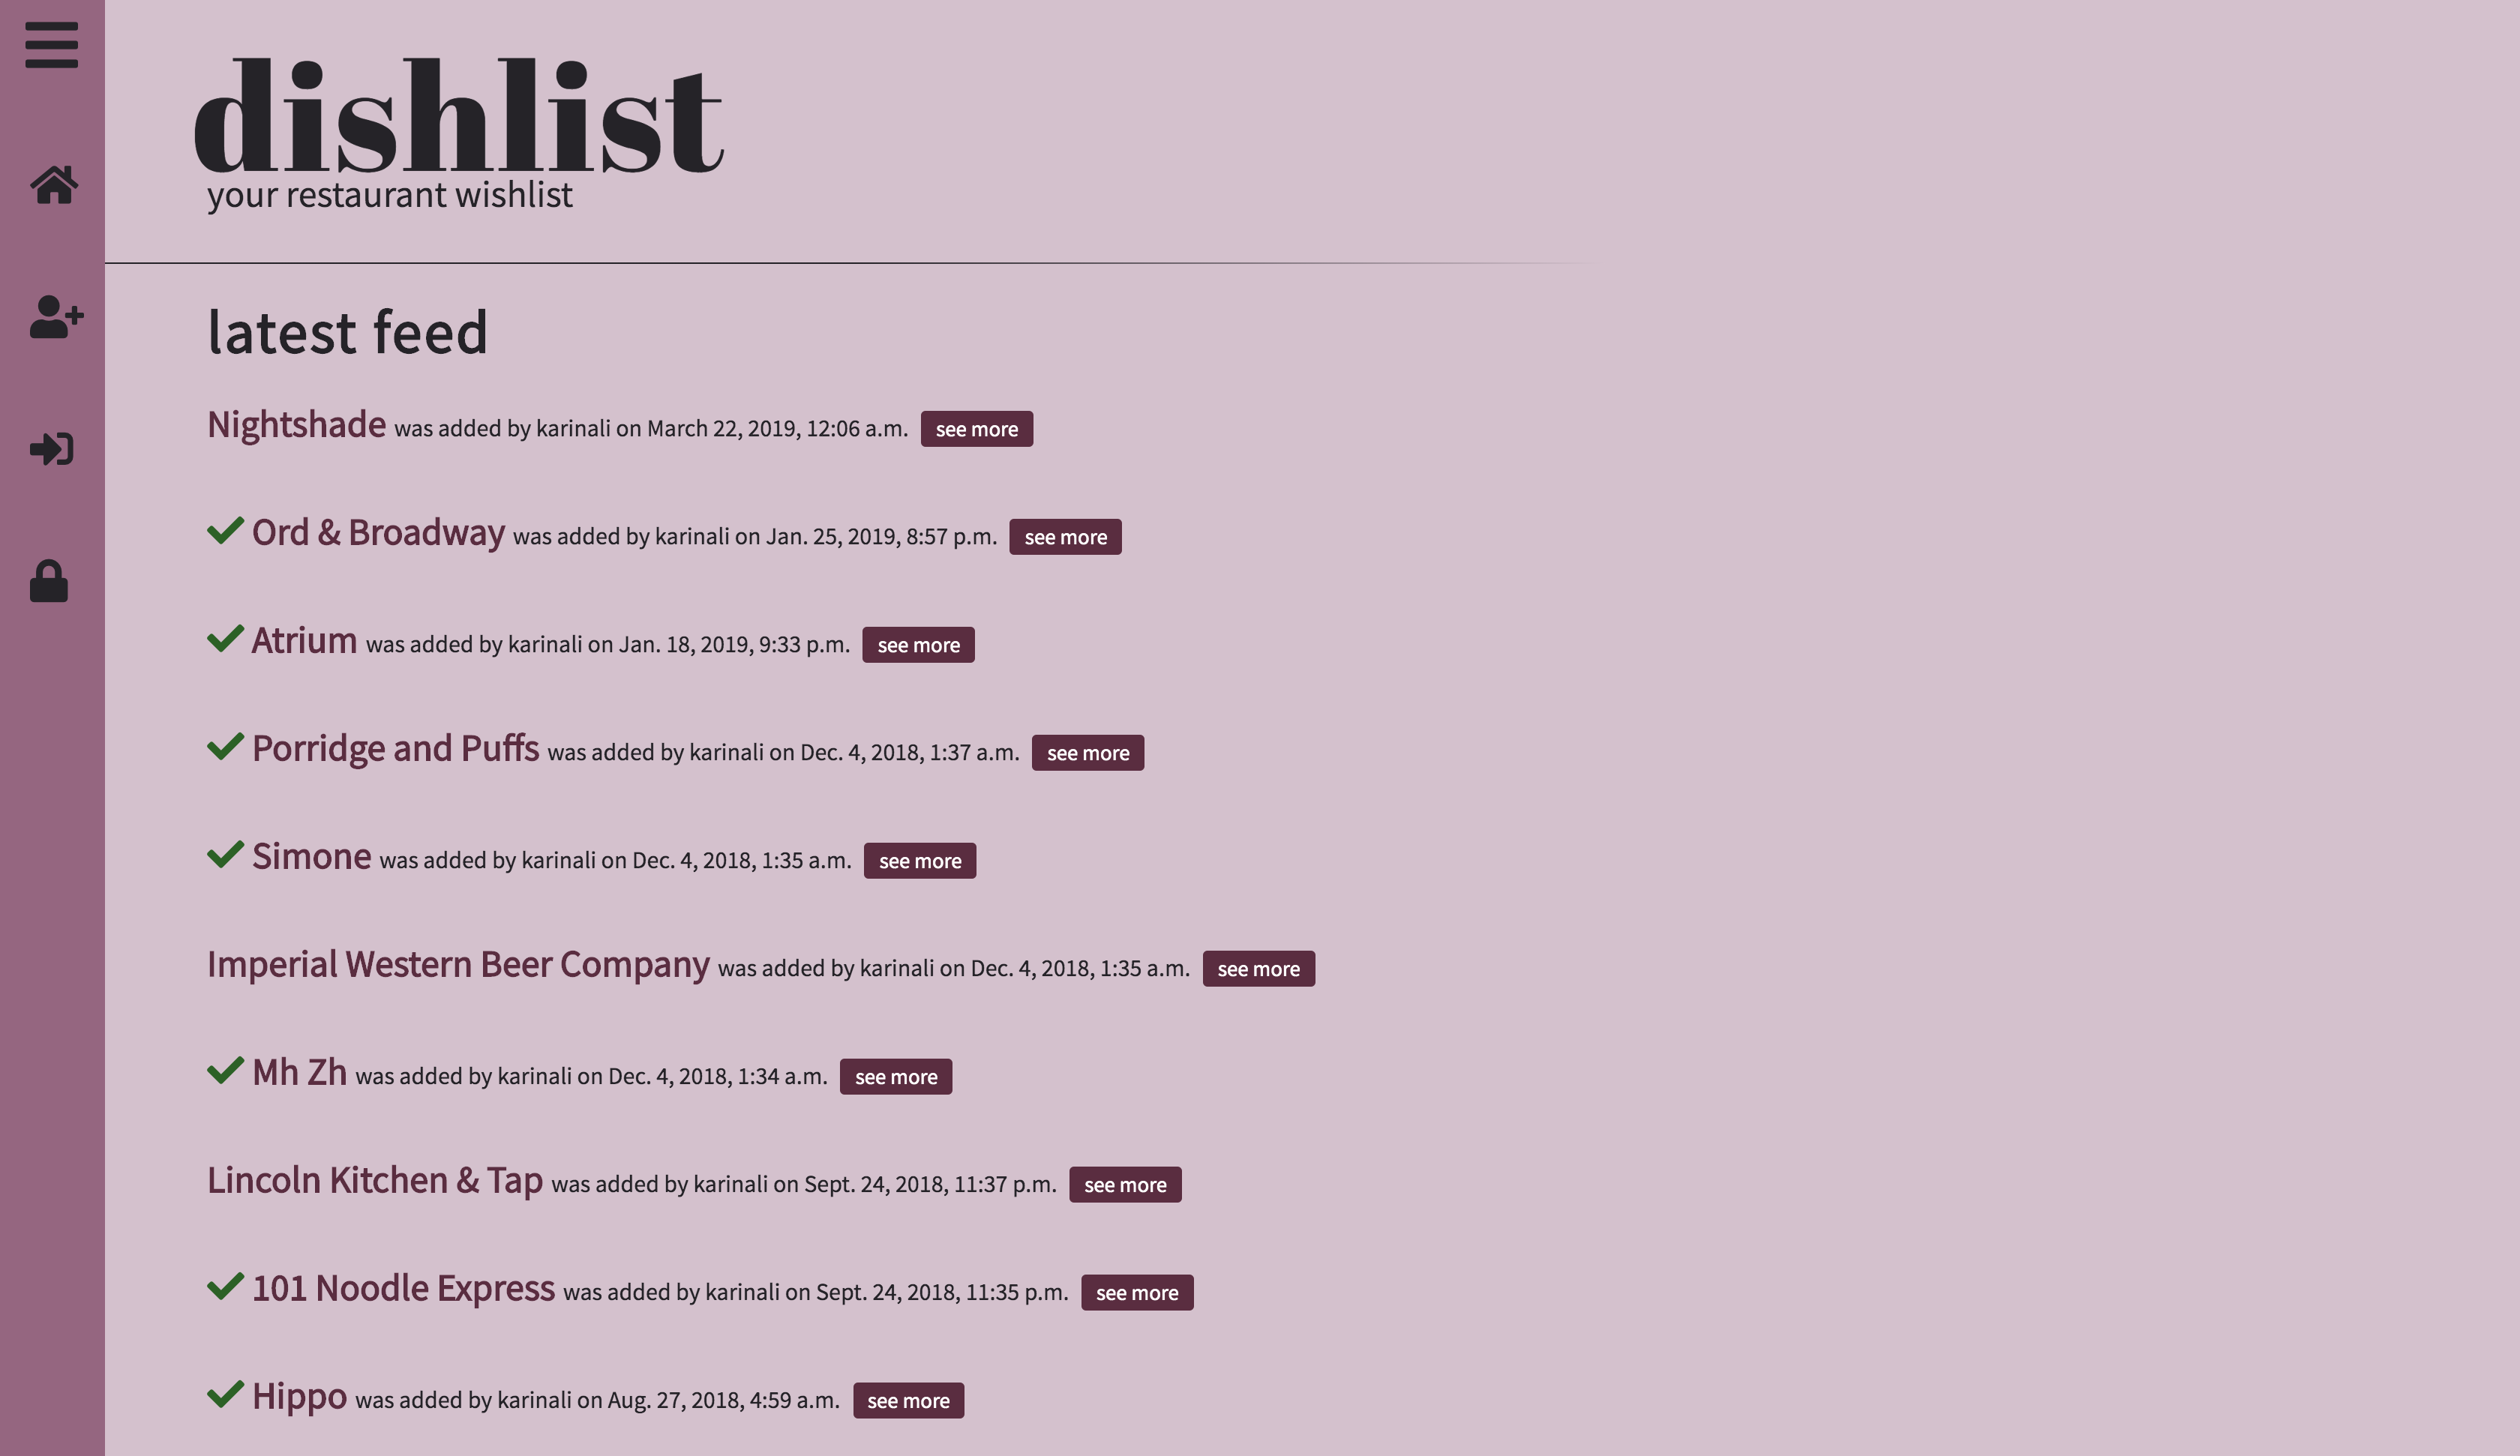 dishlist
your restaurant wishlist
latest feed
Nightshade was added by karinali on March 22, 2019, 12:06 a.m. see more
Ord & Broadway was added by karinali on Jan. 25, 2019, 8:57 p.m. see more
Atrium was added by karinali on Jan. 18, 2019, 9:33 p.m. see more
Porridge and Puffs was added by karinali on Dec. 4, 2018, 1:37 a.m. see more
Simone was added by karinali on Dec. 4, 2018, 1:35 a.m. see more
Imperial Western Beer Company was added by karinali on Dec. 4, 2018, 1:35 a.m. see more
Mh Zh was added by karinali on Dec. 4, 2018, 1:34 a.m. see more
Lincoln Kitchen & Tap was added by karinali on Sept. 24, 2018, 11:37 p.m. see more
101 Noodle Express was added by karinali on Sept. 24, 2018, 11:35 p.m. see more
Hippo was added by karinali on Aug. 27, 2018, 4:59 a.m. see more